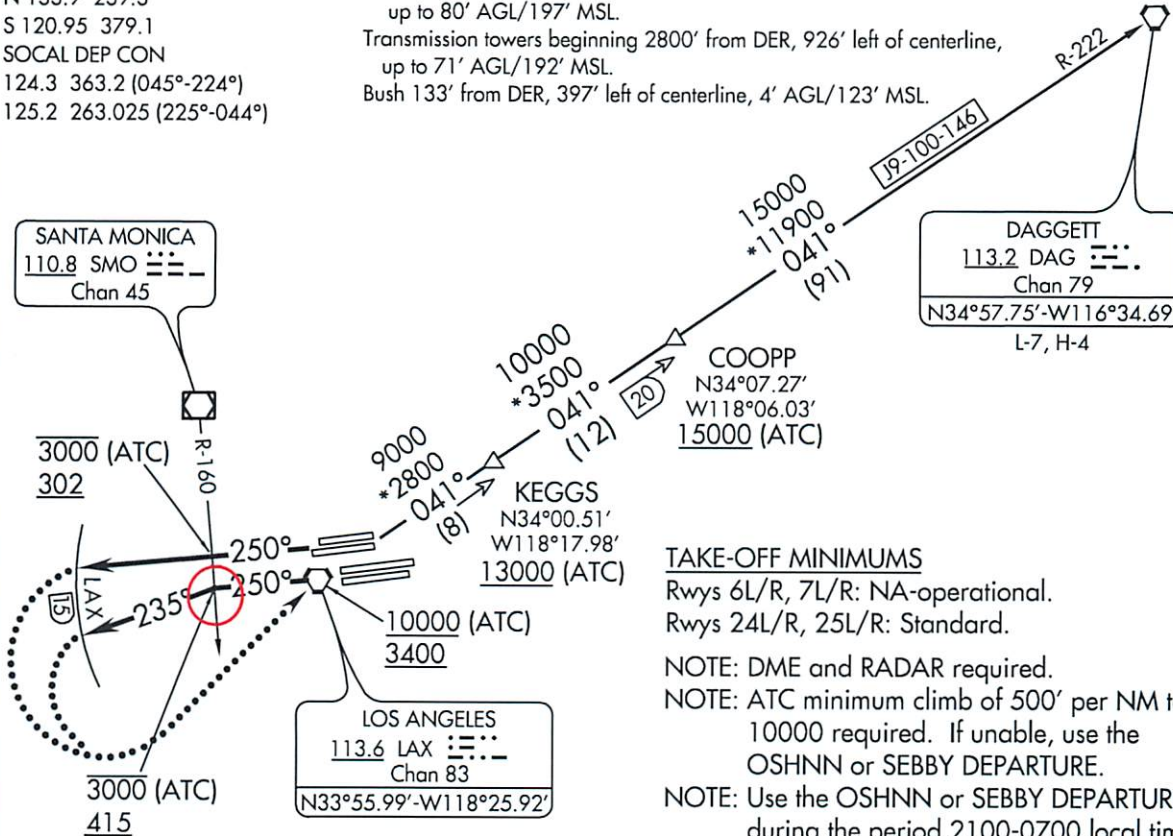 S 120.95 379.1
SOCAL DEP CON
124.3 363.2 (045°-224°)
125.2 263.025 (225°-044°)
up to 80' AGL/197' MSL.
Transmission towers beginning 2800' from DER, 926' left of centerline,
up to 71' AGL/192' MSL.
Bush 133' from DER, 397' left of centerline, 4' AGL/123' MSL.
R-222
J9-100-146
15000
*11900
041°
(91)
DAGGETT
113.2 DAG
Chan 79
N34°57.75'-W116°34.69
L-7, H-4
SANTA MONICA
110.8 SMO
Chan 45
R-160
10000
*3500
041°
(12)
20
COOPP
N34°07.27'
W118°06.03'
15000 (ATC)
9000
*2800
041°
(8)
KEGGS
N34°00.51'
W118°17.98'
13000 (ATC)
3000 (ATC)
302
250°
250°
235°
LAX
15
10000 (ATC)
3400
LOS ANGELES
113.6 LAX
Chan 83
N33°55.99'-W118°25.92'
3000 (ATC)
415
TAKE-OFF MINIMUMS
Rwys 6L/R, 7L/R: NA-operational.
Rwys 24L/R, 25L/R: Standard.
NOTE: DME and RADAR required.
NOTE: ATC minimum climb of 500' per NM t
10000 required. If unable, use the
OSHNN or SEBBY DEPARTURE.
NOTE: Use the OSHNN or SEBBY DEPARTUR
during the period 2100-0700 local tim